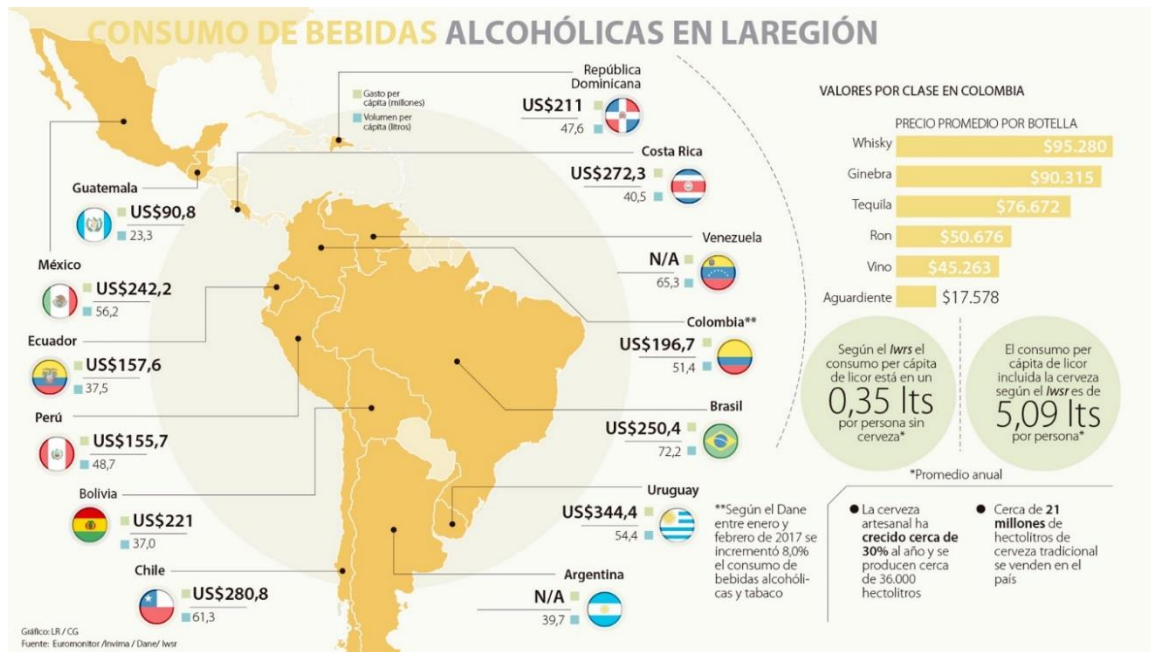 CONSUMO DE BEBIDAS ALCOHÓLICAS EN LAREGIÓN
Gasto per
cápita (millones)
Volumen per
cápita (litros)
Guatemala
US$90,8
23,3
México
US$242,2
56,2
Ecuador
US$157,6
37,5
Perú
US$155,7
48,7
Bolivia
US$221
37,0
Chile
US$280,8
61,3
República
Dominicana
US$211
47,6
Costa Rica
US$272,3
40,5
Venezuela
N/A
65,3
Colombia**
US$196,7
51,4
Brasil
US$250,4
72,2
Uruguay
US$344,4
54,4
Argentina
N/A
39,7
**Según el Dane
entre enero y
febrero de 2017 se
incrementó 8,0%
el consumo de
bebidas alcohóli-
cas y tabaco
VALORES POR CLASE EN COLOMBIA
PRECIO PROMEDIO POR BOTELLA
Whisky $95.280
Ginebra $90.315
Tequila $76.672
Ron $50.676
Vino $45.263
Aguardiente $17.578
Según el Iwrs el
consumo per cápita
de licor está en un
0,35 lts
por persona sin
cerveza*
El consumo per
cápita de licor
incluida la cerveza
según el Iwsr es de
5,09 lts
por persona*
*Promedio anual
La cerveza
artesanal ha
crecido cerca de
30% al año y se
producen cerca
de 36.000
hectolitros
Cerca de 21
millones de
hectolitros de
cerveza tradicional
se venden en el
país
Gráfico: LR / CG
Fuente: Euromonitor /Invima / Dane/ Iwsr